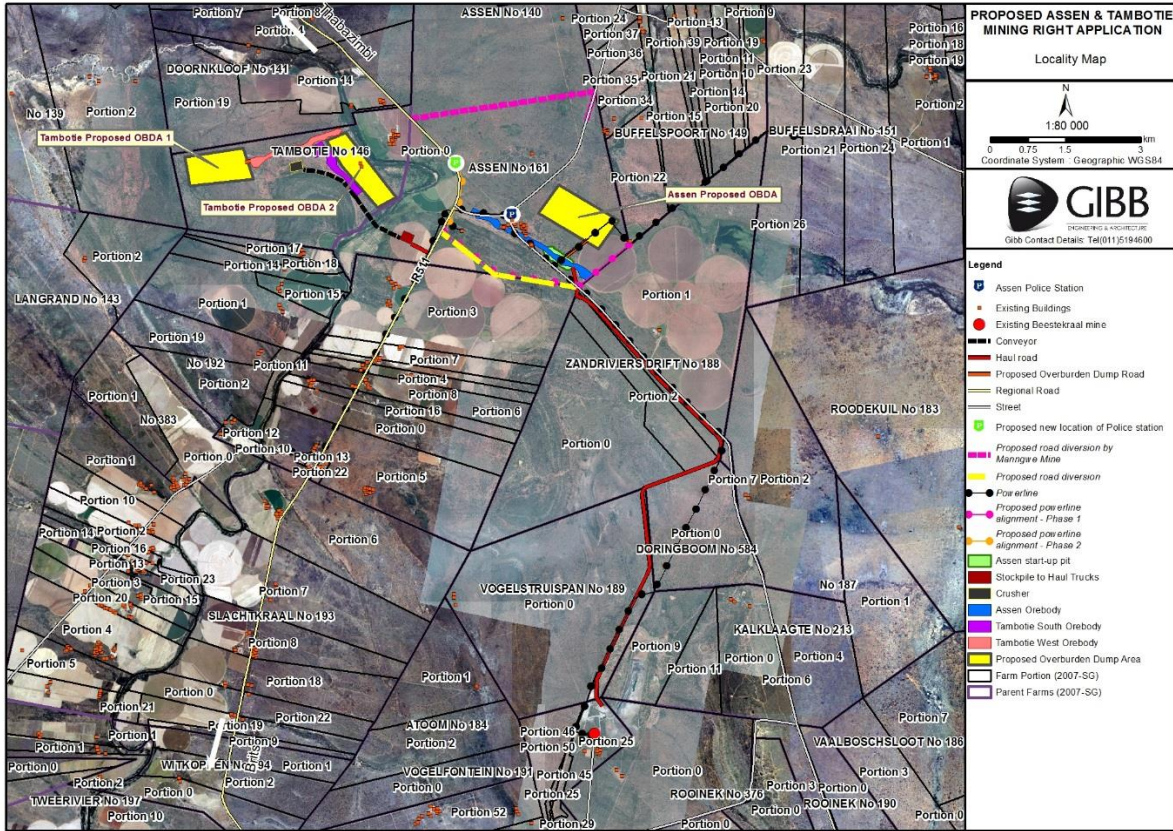 PROPOSED ASSEN & TAMBOTIE
MINING RIGHT APPLICATION
Locality Map
N
1:80 000
0 0.75 1.5 3 km
Coordinate System : Geographic WGS84
GIBB
ENGINEERING & ARCHITECTURE
Gibb Contact Details: Tel(011)5194600
Legend
P Assen Police Station
Existing Buildings
Existing Beestekraal mine
Conveyor
Haul road
Proposed Overburden Dump Road
Regional Road
Street
P Proposed new location of Police station
Proposed road diversion by
Manngwe Mine
Proposed road diversion
Powerline
Proposed powerline
alignment - Phase 1
Proposed powerline
alignment - Phase 2
Assen start-up pit
Stockpile to Haul Trucks
Crusher
Assen Orebody
Tambotie South Orebody
Tambotie West Orebody
Proposed Overburden Dump Area
Farm Portion (2007-SG)
Parent Farms (2007-SG)
Portion 7
Portion 8
Thabazimbi
ASSEN No 140
Portion 24
Portion 13
Portion 9
Portion 37
Portion 39
Portion 19
Portion 36
Portion 11
Portion 23
Portion 16
Portion 18
Portion 19
DOORNKLOOF No 141
Portion 14
Portion 35
Portion 21
Portion 10
Portion 14
Portion 34
Portion 20
Portion 15
Portion 2
No 139
Portion 2
Portion 19
BUFFELSPOORT No 149
BUFFELSDRAAI No 151
Portion 21
Portion 24
Portion 1
Tambotie Proposed OBDA 1
TAMBOTIE No 146
Portion 0
ASSEN No 161
Portion 22
Assen Proposed OBDA
Tambotie Proposed OBDA 2
P
Portion 26
Portion 2
Portion 17
Portion 14
Portion 18
R511
LANGRAND No 143
Portion 15
Portion 1
Portion 3
Portion 1
Portion 19
No 192
Portion 11
Portion 7
ZANDRIVIERS DRIFT No 188
Portion 2
Portion 4
Portion 8
Portion 1
Portion 16
Portion 6
Portion 2
ROODEKUIL No 183
No 383
Portion 12
Portion 0
Portion 10
Portion 0
Portion 13
Portion 0
Portion 1
Portion 22
Portion 5
Portion 7
Portion 2
Portion 10
Portion 14
Portion 2
Portion 6
Portion 0
Portion 16
DORINGBOOM No 584
Portion 13
Portion 3
Portion 23
No 187
Portion 20
Portion 15
Portion 7
VOGELSTRUISPAN No 189
Portion 0
Portion 1
SLACHTKRAAL No 193
Portion 4
Portion 8
KALKLAAGTE No 213
Portion 9
Portion 0
Portion 4
Portion 5
Portion 11
Portion 18
Portion 1
Portion 6
Portion 0
Portion 21
Portion 22
Portion 19
ATOOM No 184
Portion 7
Portion 1
Portion 9
Portion 46
Portion 25
VAALBOSCHSLOOT No 186
Portion 1
Portion 2
Portion 50
Portion 0
Portion 1
VOGELFONTEIN No 191
Portion 45
Portion 0
Portion 3
Portion 2
Portion 2
Portion 0
Portion 25
ROOINEK No 376
Portion 3
Portion 0
ROOINEK No 190
TWEERIVIER No 197
Portion 0
Portion 52
Portion 0
Portion 0
Portion 10
Portion 29
Portion 0
Portion 0